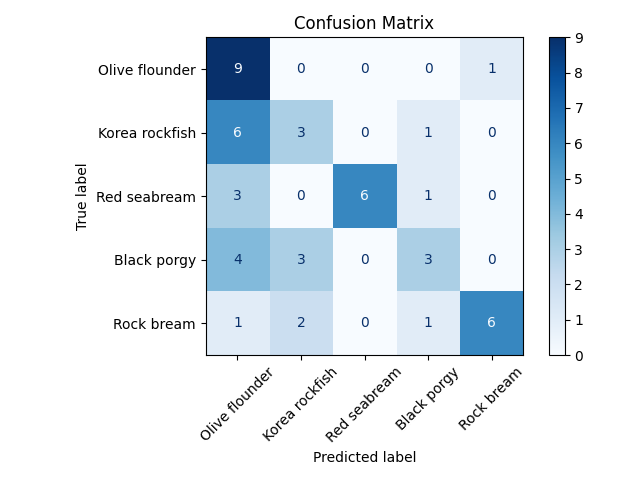 Confusion Matrix
True label
Olive flounder 9 0 0 0 1
Korea rockfish 6 3 0 1 0
Red seabream 3 0 6 1 0
Black porgy 4 3 0 3 0
Rock bream 1 2 0 1 6
Olive flounder Korea rockfish Red seabream Black porgy Rock bream
Predicted label
9
8
7
6
5
4
3
2
1
0